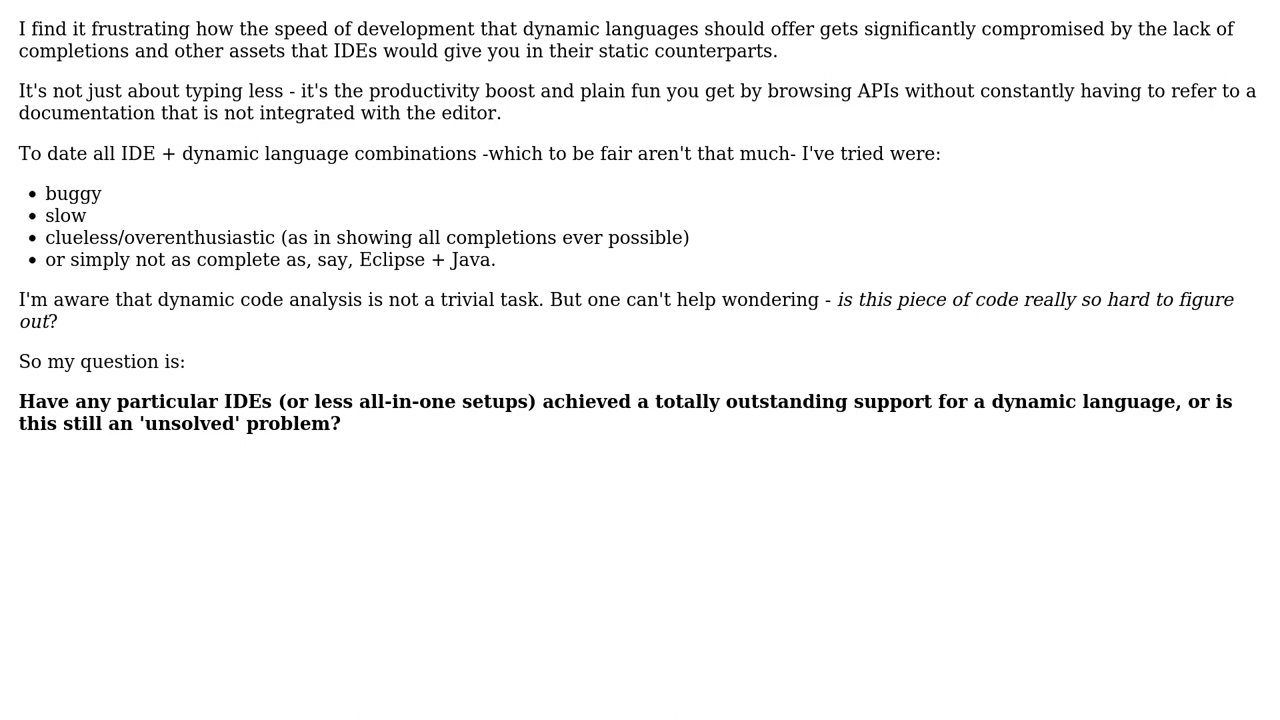 I find it frustrating how the speed of development that dynamic languages should offer gets significantly compromised by the lack of
completions and other assets that IDEs would give you in their static counterparts.
It's not just about typing less - it's the productivity boost and plain fun you get by browsing APIs without constantly having to refer to a
documentation that is not integrated with the editor.
To date all IDE + dynamic language combinations -which to be fair aren't that much- I've tried were:
• buggy
• slow
• clueless/overenthusiastic (as in showing all completions ever possible)
• or simply not as complete as, say, Eclipse + Java.
I'm aware that dynamic code analysis is not a trivial task. But one can't help wondering - is this piece of code really so hard to figure
out?
So my question is:
Have any particular IDEs (or less all-in-one setups) achieved a totally outstanding support for a dynamic language, or is
this still an 'unsolved' problem?